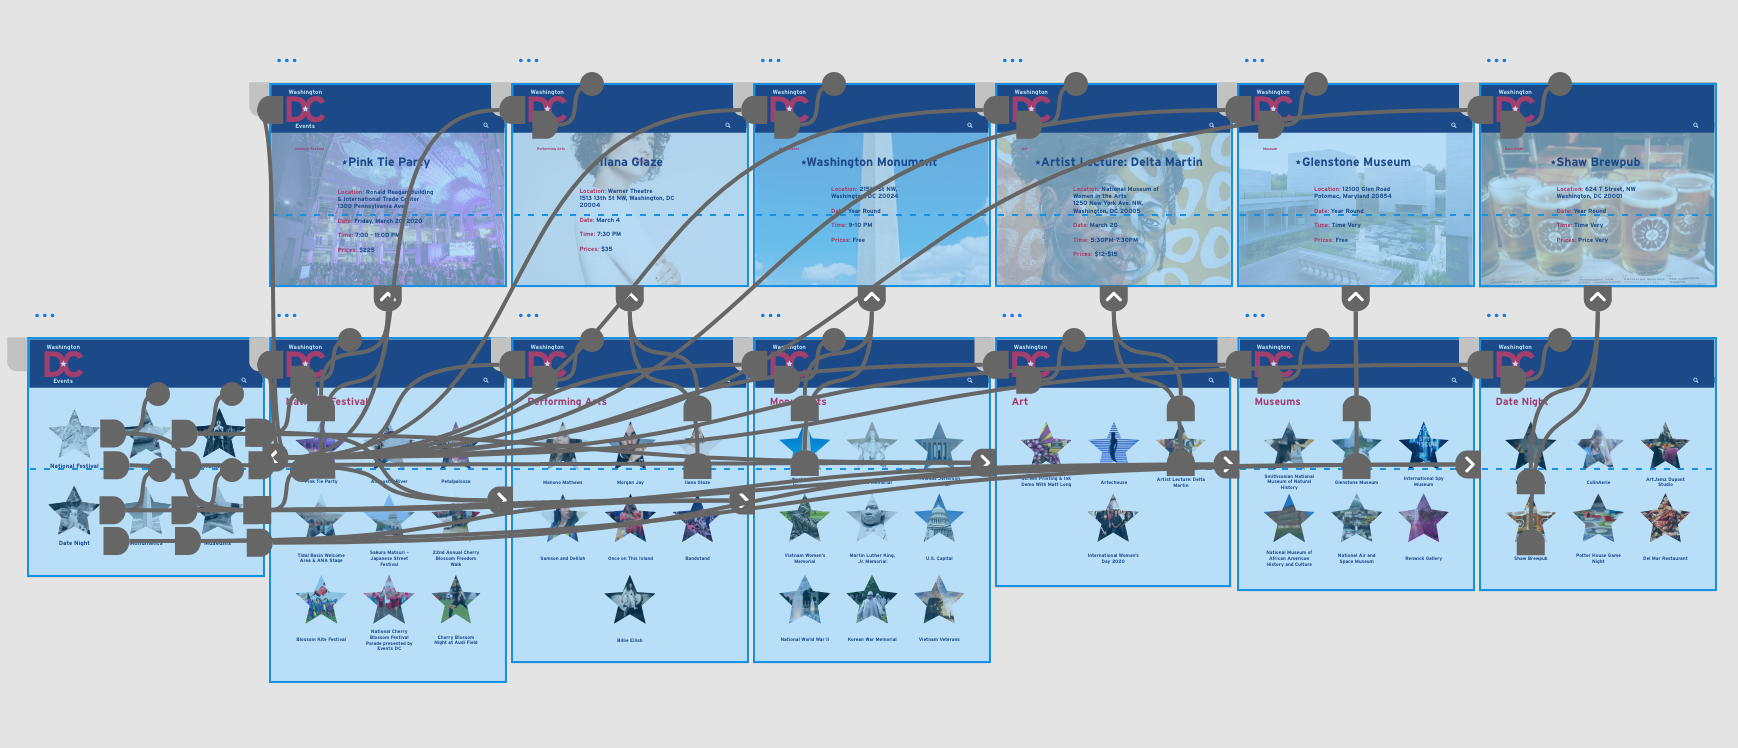 Washington
DC
Events
National Festival
★Pink Tie Party
Location: Ronald Reagan Building
& International Trade Center
1300 Pennsylvania Ave
Date: Friday, March 20, 2020
Time: 7:00 - 11:00 PM
Prices: $225
Washington
DC
Performing Arts
Ilana Glaze
Location: Warner Theatre
1513 13th St NW, Washington, DC
20004
Date: March 4
Time: 7:30 PM
Prices: $35
Washington
DC
★Washington Monument
Location: St NW,
Washington, DC 20024
Date: Year Round
Time: 9-10 PM
Prices: Free
Washington
DC
Art
★Artist Lecture: Delta Martin
Location: National Museum of
Women in the Arts
1250 New York Ave. NW,
Washington, DC 20005
Date: March 20
Time: 5:30PM-7:30PM
Prices: $12-$15
Washington
DC
Museum
★Glenstone Museum
Location: 12100 Glen Road
Potomac, Maryland 20854
Date: Year Round
Time: Time Very
Prices: Free
Washington
DC
★Shaw Brewpub
Location: 624 T Street, NW
Washington, DC 20001
Date: Year Round
Time: Time Very
Prices: Price Very
Washington
DC
Events
National Festival
Date Night
Monuments
Museums
Washington
DC
National Festival
Pink Tie Party
River
Petalpalooza
Tidal Basin Welcome
Area & ANA Stage
Sakura Matsuri -
Japanese Street
Festival
22nd Annual Cherry
Blossom Freedom
Walk
Blossom Kite Festival
National Cherry
Blossom Festival
Parade presented by
Events DC
Cherry Blossom
Night at Audi Field
Washington
DC
Performing Arts
Manono Mathews
Morgan Jay
Ilana Glaze
Samson and Delilah
Once on This Island
Bandstand
Billie Eilish
Washington
DC
Monuments
Vietnam Women's
Memorial
Martin Luther King,
Jr. Memorial
U.S. Capital
National World War II
Korean War Memorial
Vietnam Veterans
Washington
DC
Art
Screen Printing & Ink
Demo With Matt Long
Artechouse
Artist Lecture: Delta
Martin
International Women's
Day 2020
Washington
DC
Museums
Smithsonian National
Museum of Natural
History
Glenstone Museum
International Spy
Museum
National Museum of
African American
History and Culture
National Air and
Space Museum
Renwick Gallery
Washington
DC
Date Night
CulinAerie
ArtJamz Dupont
Studio
Shaw Brewpub
Potter House Game
Night
Del Mar Restaurant